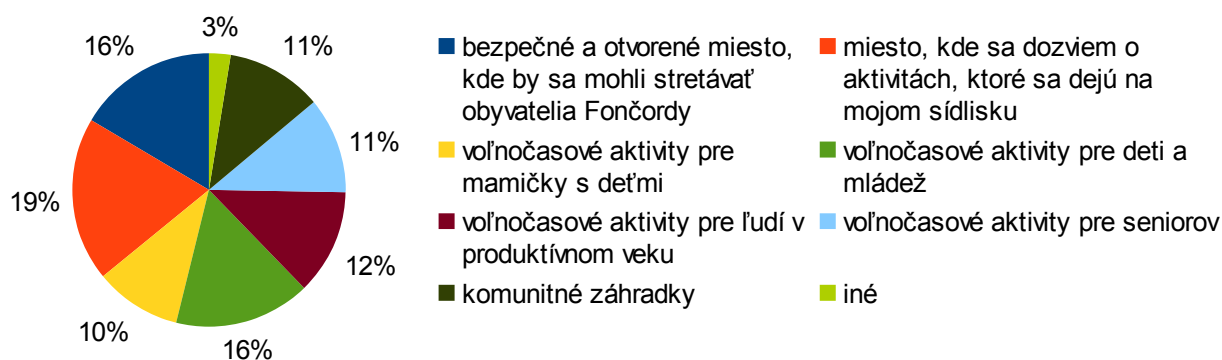 3%
16%
11%
11%
19%
12%
10%
16%
bezpečné a otvorené miesto,
kde by sa mohli stretávať
obyvatelia Fončordy
miesto, kde sa dozviem o
aktivitách, ktoré sa dejú na
mojom sídlisku
voľnočasové aktivity pre
mamičky s deťmi
voľnočasové aktivity pre deti a
mládež
voľnočasové aktivity pre ľudí v
produktívnom veku
voľnočasové aktivity pre seniorov
komunitné záhradky
iné